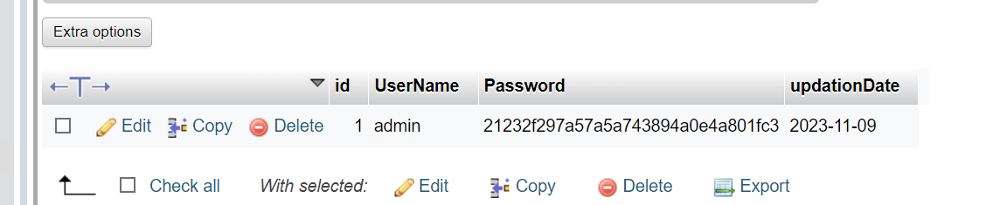 Extra options
←T→ id UserName Password updationDate
Edit Copy Delete 1 admin 21232f297a57a5a743894a0e4a801fc3 2023-11-09
Check all With selected: Edit Copy Delete Export